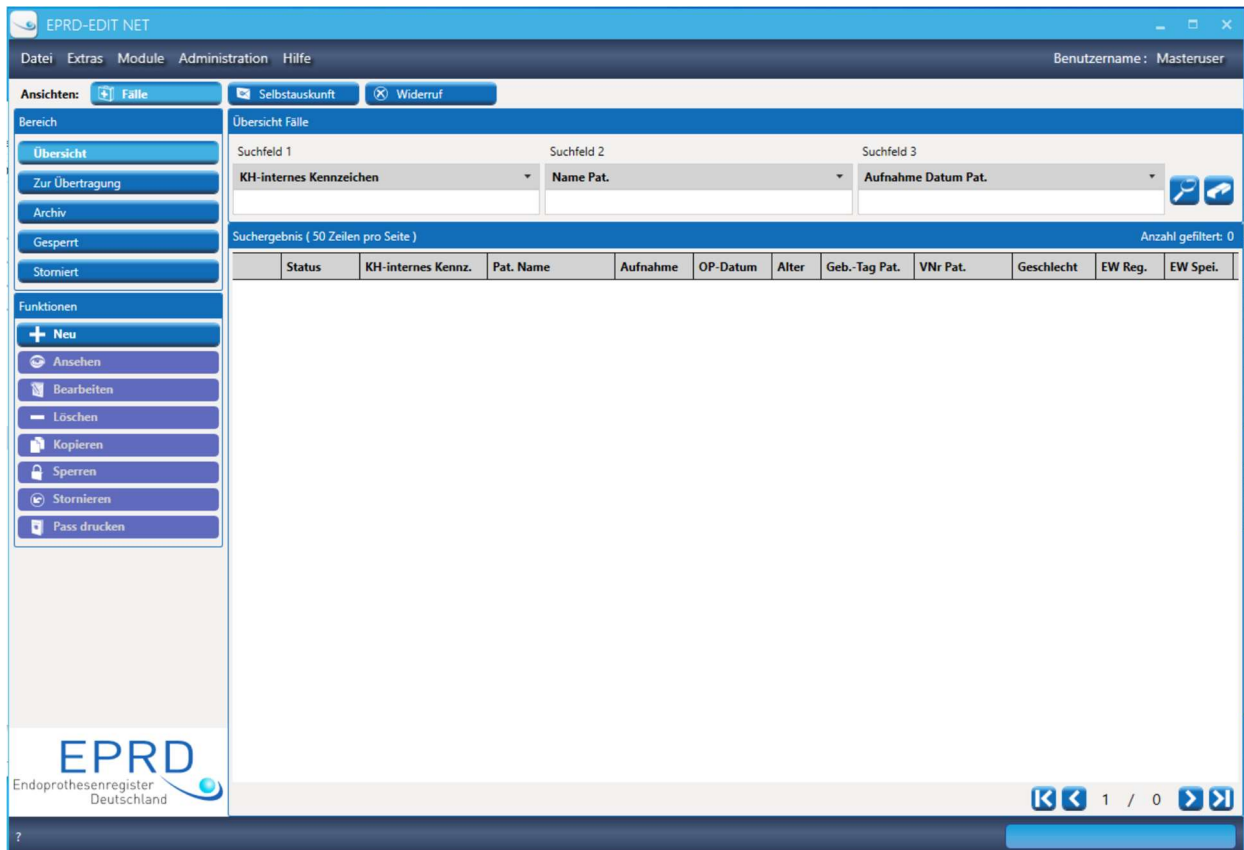 EPRD-EDIT NET
Datei Extras Module Administration Hilfe
Benutzername: Masteruser
Ansichten: Fälle Selbstauskunft Widerruf
Bereich
Übersicht
Zur Übertragung
Archiv
Gesperrt
Storniert
Funktionen
Neu
Ansehen
Bearbeiten
Löschen
Kopieren
Sperren
Stornieren
Pass drucken
EPRD
Endoprothesenregister
Deutschland
Übersicht Fälle
Suchfeld 1 Suchfeld 2 Suchfeld 3
KH-internes Kennzeichen Name Pat. Aufnahme Datum Pat.
Suchergebnis ( 50 Zeilen pro Seite ) Anzahl gefiltert: 0
Status KH-internes Kennz. Pat. Name Aufnahme OP-Datum Alter Geb.-Tag Pat. VNr Pat. Geschlecht EW Reg. EW Spei.
1 / 0
?